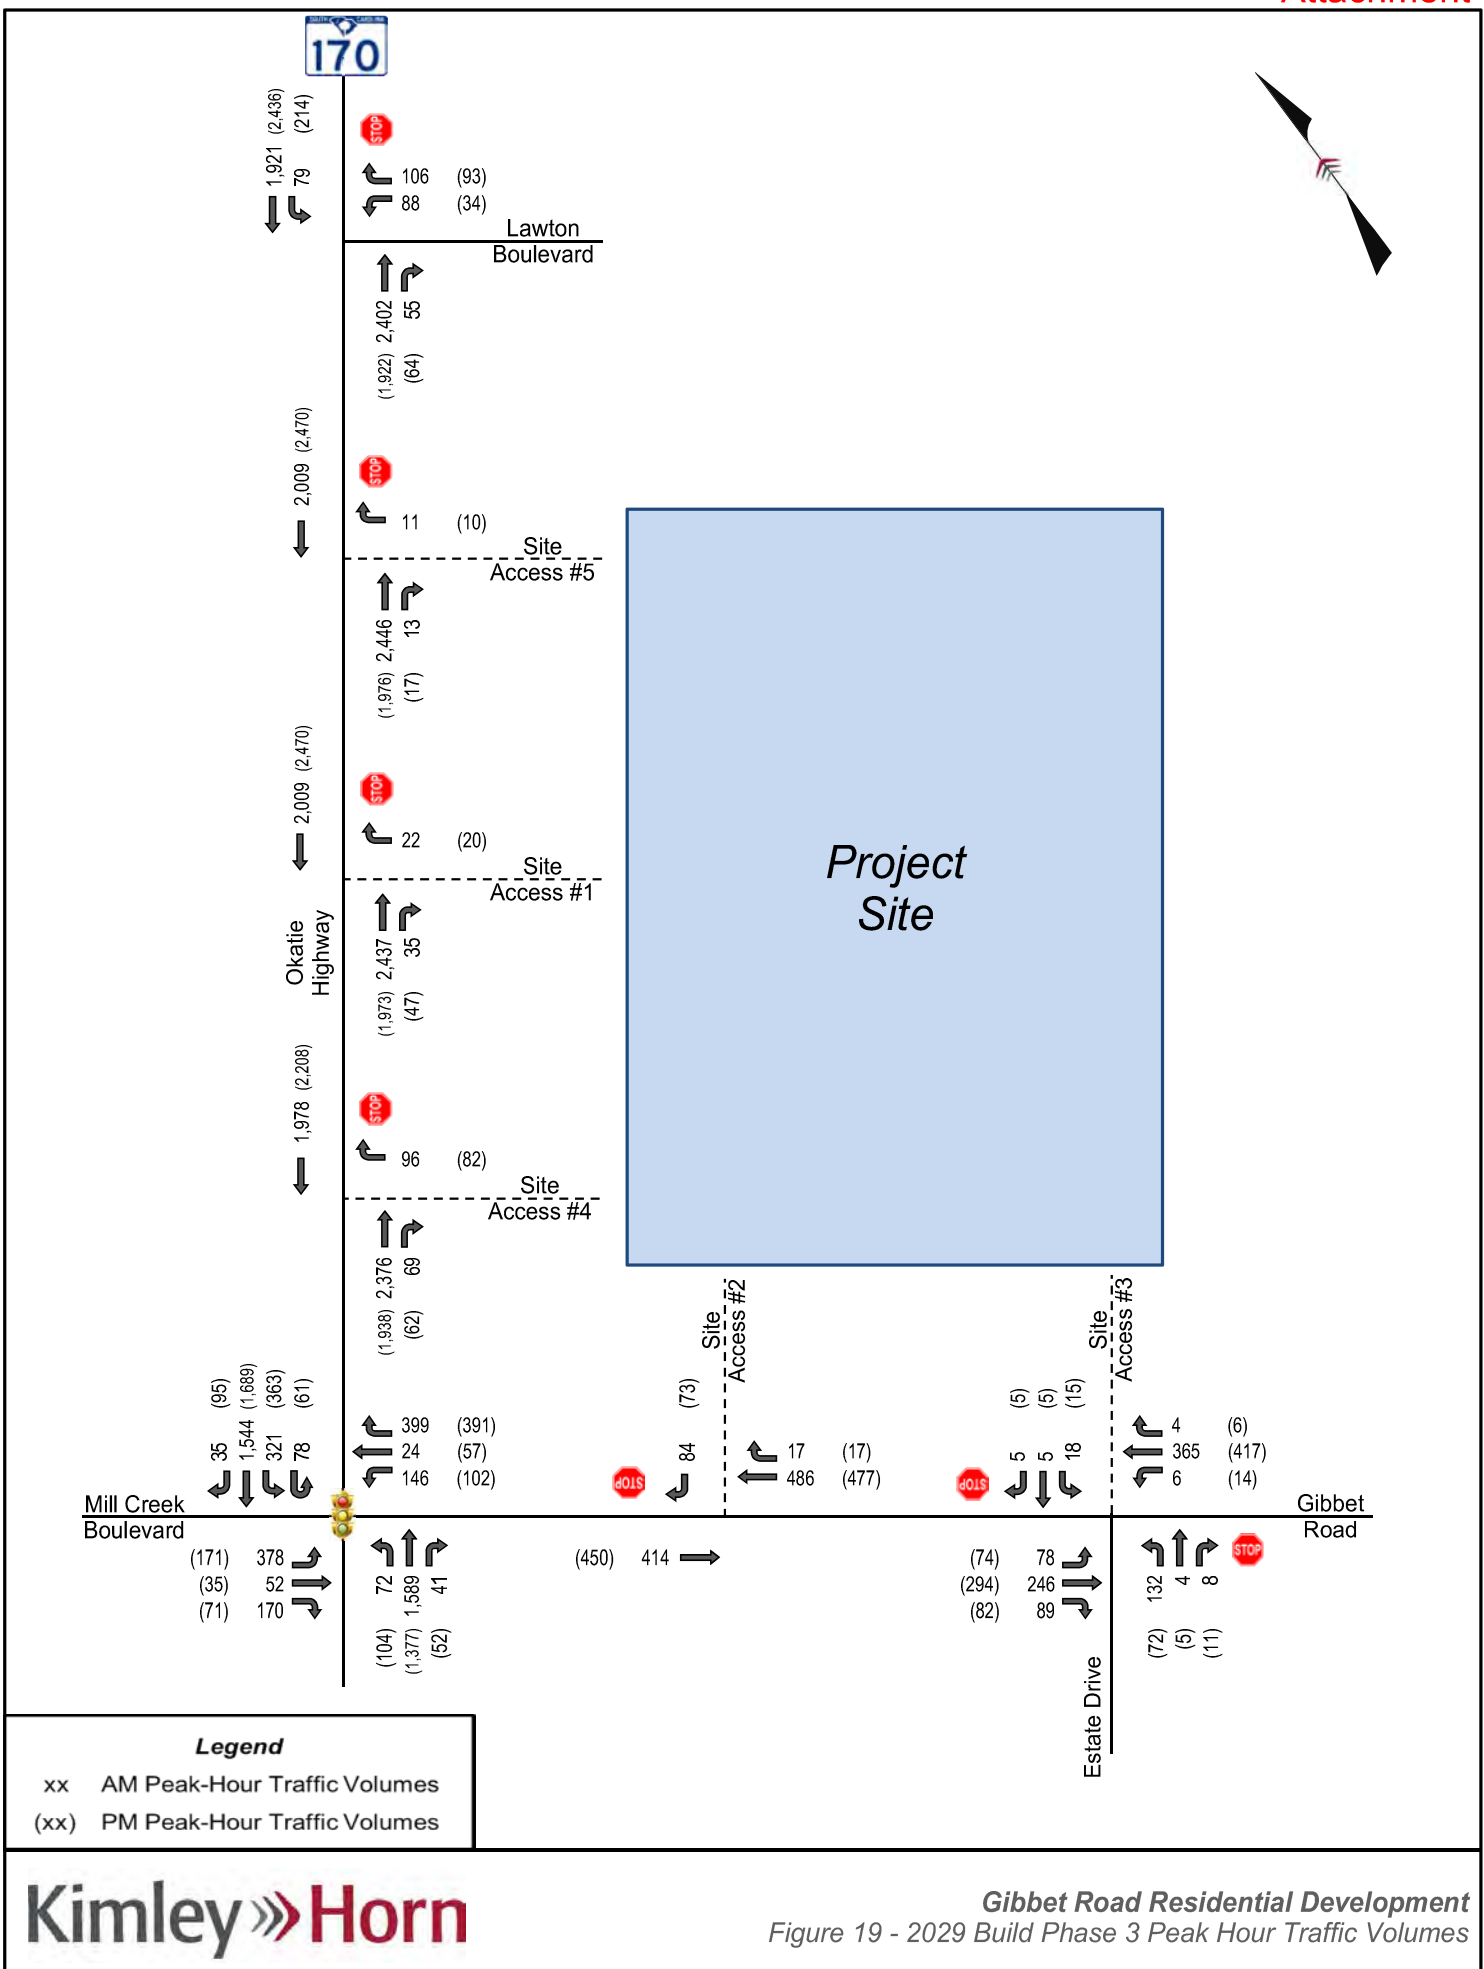 Attachment
SOUTH CAROLINA
170
1,921 (2,436)
79 (214)
STOP
106 (93)
88 (34)
Lawton
Boulevard
(1,922) 2,402
(64) 55
2,009 (2,470)
STOP
11 (10)
Site
Access #5
(1,976) 2,446
(17) 13
2,009 (2,470)
STOP
22 (20)
Site
Access #1
Okatie
Highway
(1,973) 2,437
(47) 35
Project
Site
1,978 (2,208)
STOP
96 (82)
Site
Access #4
(1,938) 2,376
(62) 69
Site
Access #2
Site
Access #3
35 (95)
1,544 (1,689)
321 (363)
78 (61)
399 (391)
24 (57)
146 (102)
STOP
84 (73)
17 (17)
486 (477)
STOP
5 (5)
5 (5)
18 (15)
4 (6)
365 (417)
6 (14)
Mill Creek
Boulevard
Gibbet
Road
(171) 378
(35) 52
(71) 170
(104) 72
(1,377) 1,589
(52) 41
(450) 414
(74) 78
(294) 246
(82) 89
(72) 132
(5) 4
(11) 8
STOP
Estate Drive
Legend
xx AM Peak-Hour Traffic Volumes
(xx) PM Peak-Hour Traffic Volumes
Kimley»Horn
Gibbet Road Residential Development
Figure 19 - 2029 Build Phase 3 Peak Hour Traffic Volumes